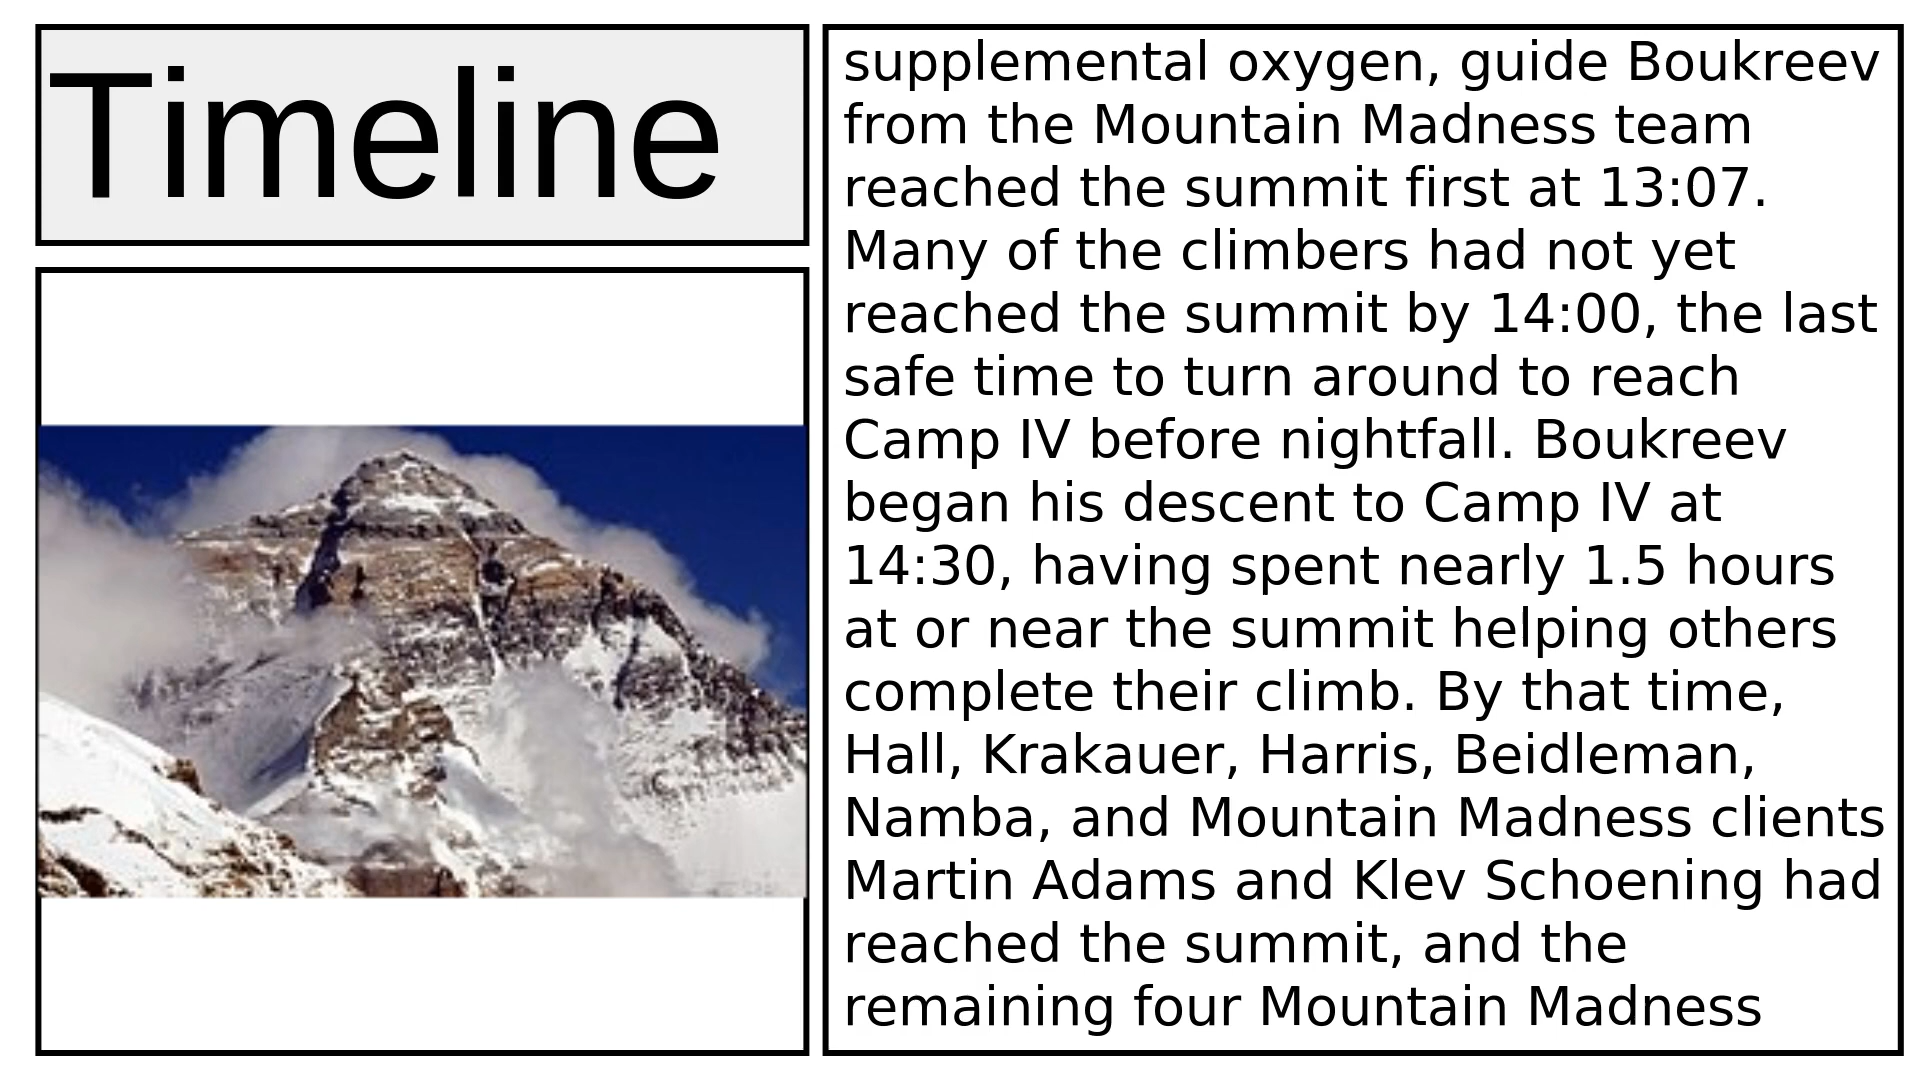 Timeline
supplemental oxygen, guide Boukreev
from the Mountain Madness team
reached the summit first at 13:07.
Many of the climbers had not yet
reached the summit by 14:00, the last
safe time to turn around to reach
Camp IV before nightfall. Boukreev
began his descent to Camp IV at
14:30, having spent nearly 1.5 hours
at or near the summit helping others
complete their climb. By that time,
Hall, Krakauer, Harris, Beidleman,
Namba, and Mountain Madness clients
Martin Adams and Klev Schoening had
reached the summit, and the
remaining four Mountain Madness